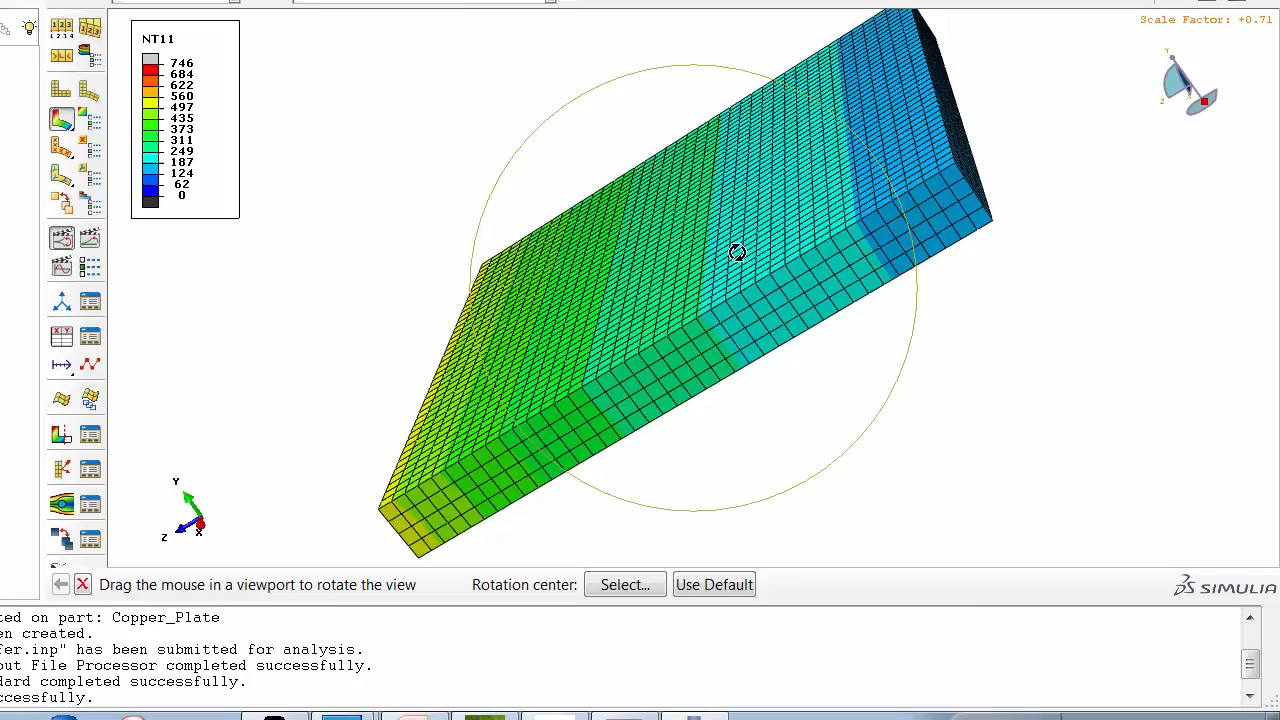 Scale Factor: +0.71
NT11
746
684
622
560
497
435
373
311
249
187
124
62
0
Y
Z
X
Y
Z
Drag the mouse in a viewport to rotate the view
Rotation center: Select... Use Default
SIMULIA
ted on part: Copper_Plate
en created.
fer.inp" has been submitted for analysis.
out File Processor completed successfully.
dard completed successfully.
ccessfully.